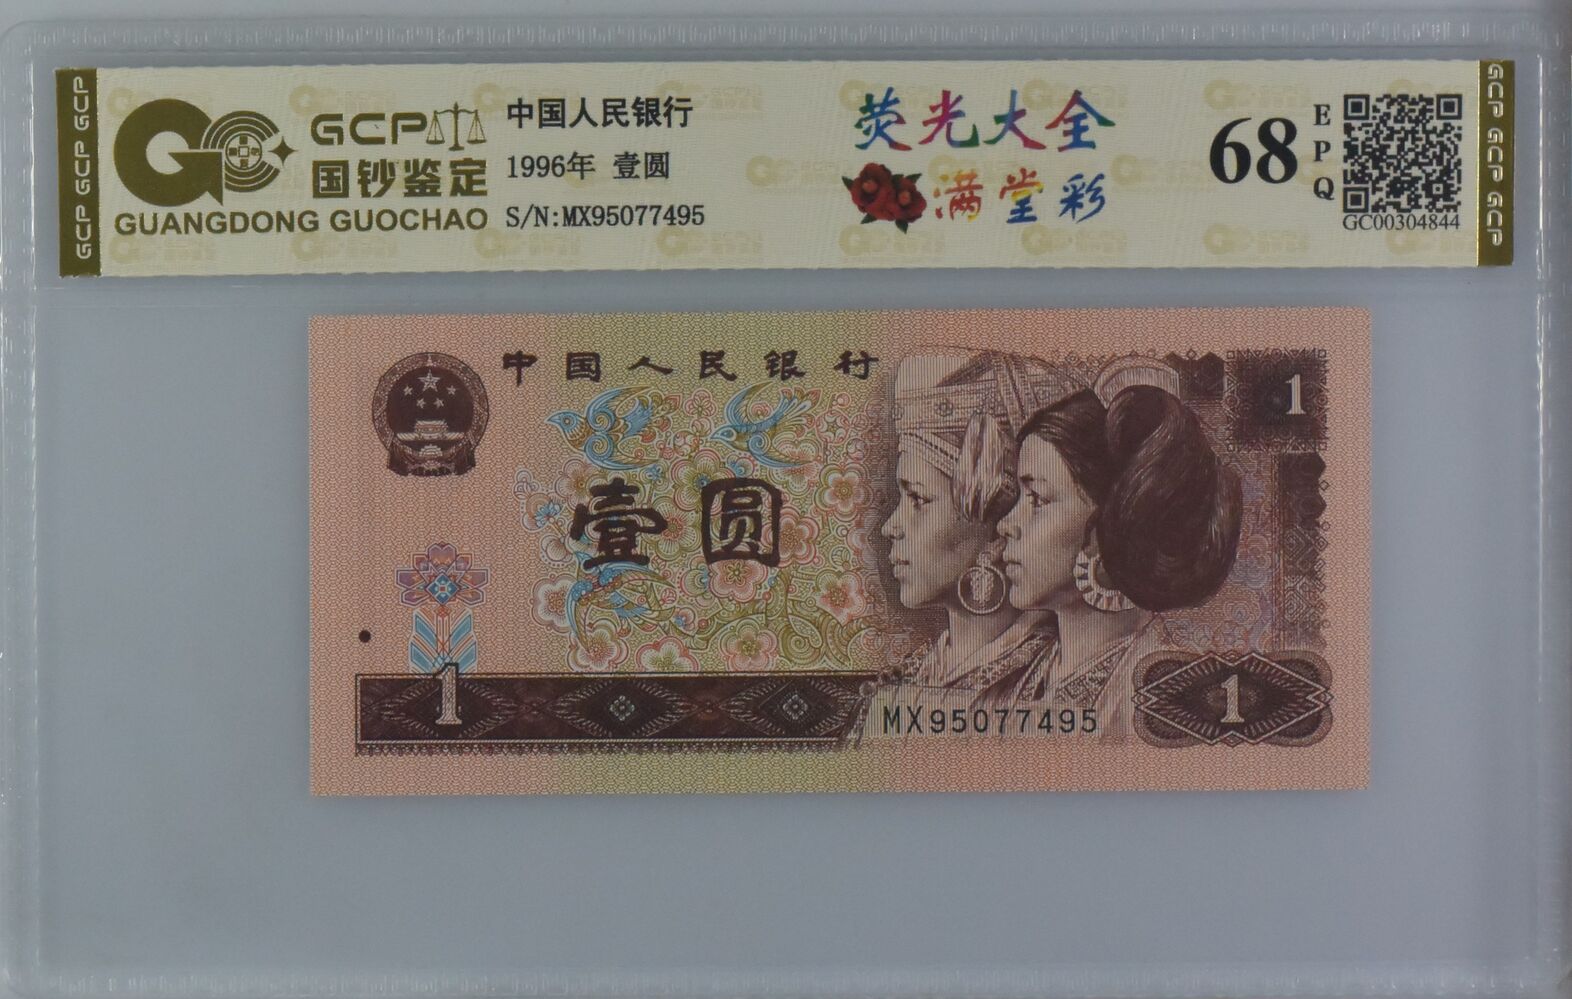 GCP GCP GCP
GCP
国钞鉴定
GUANGDONG GUOCHAO
中国人民银行
1996年 壹圆
S/N:MX95077495
荧光大全
满堂彩
68
EPQ
GC00304844
GCP GCP GCP
中国人民银行
1
壹圆
1
MX95077495
1